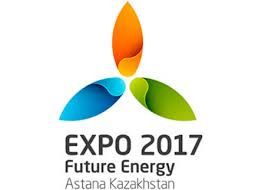 EXPO 2017
Future Energy
Astana Kazakhstan